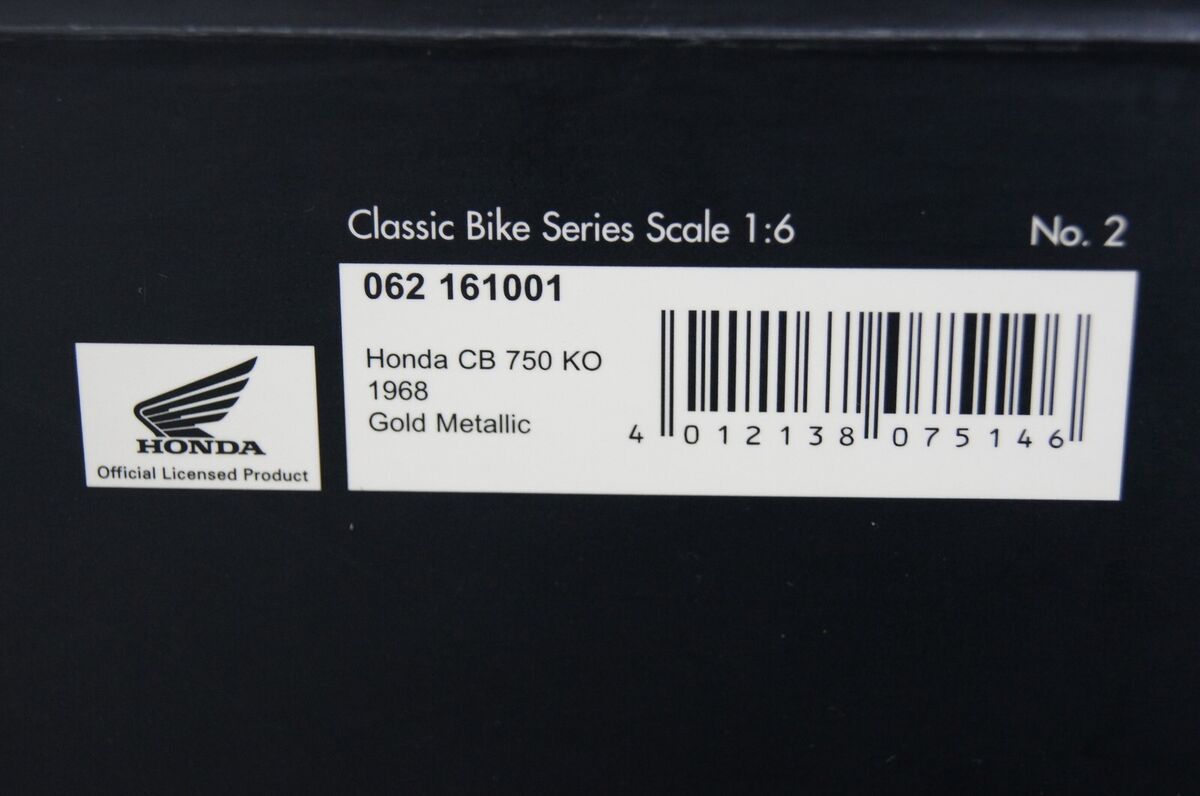 Classic Bike Series Scale 1:6
No. 2
062 161001
Honda CB 750 KO
1968
Gold Metallic
4 012138 075146
HONDA
Official Licensed Product